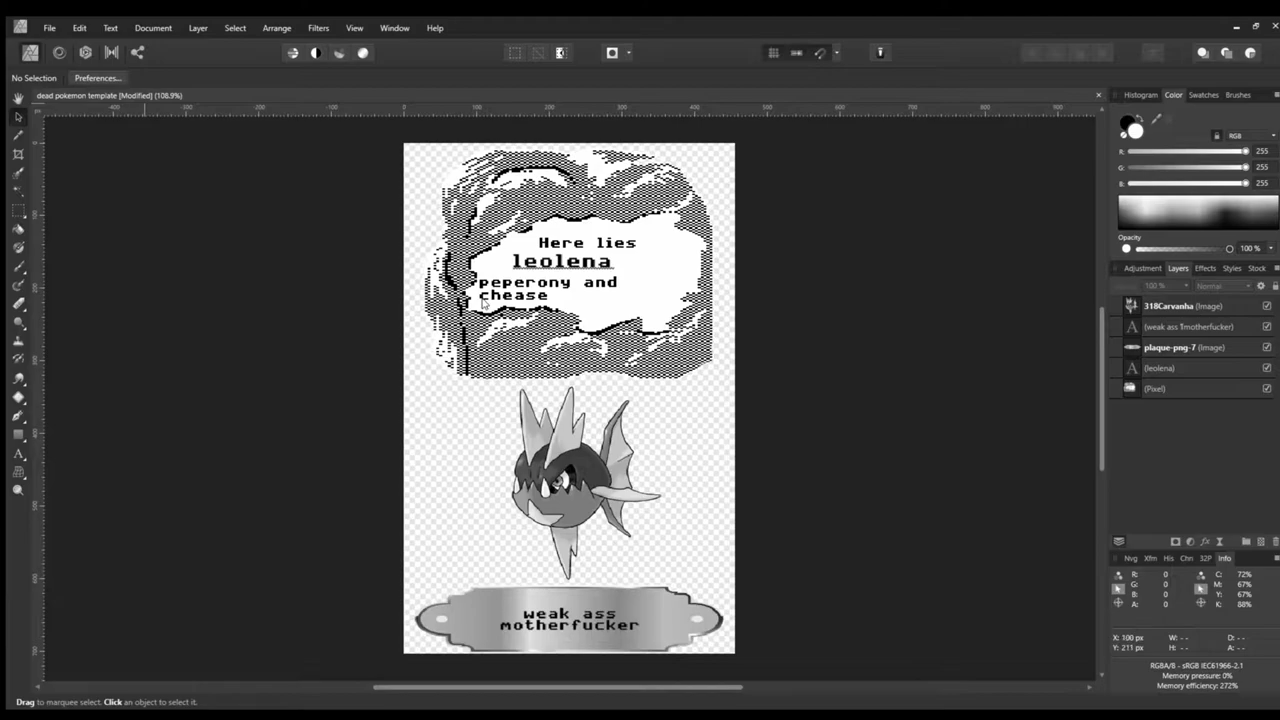 File Edit Text Document Layer Select Arrange Filters View Window Help
No Selection Preferences...
dead pokemon template [Modified] (108.9%)
Histogram Color Swatches Brushes
RGB
R: 255
G: 255
B: 255
Opacity
100 %
Adjustment Layers Effects Styles Stock
100 % Normal
318Carvanha (Image)
(weak ass ¶motherfucker)
plaque-png-7 (Image)
(leolena)
(Pixel)
Here lies
leolena
peperony and
chease
weak ass
motherfucker
Nvg Xfm His Chn 32P Info
R: 0 C: 72%
G: 0 M: 67%
B: 0 Y: 67%
A: 0 K: 88%
X: 100 px W: - - D: - -
Y: 211 px H: - - A: - -
RGBA/8 - sRGB IEC61966-2.1
Memory pressure: 0%
Memory efficiency: 272%
Drag to marquee select. Click an object to select it.